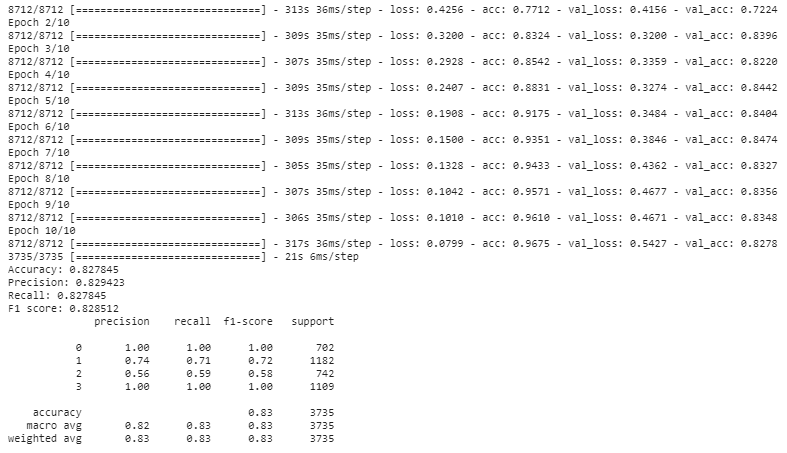 8712/8712 [==============================] - 313s 36ms/step - loss: 0.4256 - acc: 0.7712 - val_loss: 0.4156 - val_acc: 0.7224
Epoch 2/10
8712/8712 [==============================] - 309s 35ms/step - loss: 0.3200 - acc: 0.8324 - val_loss: 0.3200 - val_acc: 0.8396
Epoch 3/10
8712/8712 [==============================] - 307s 35ms/step - loss: 0.2928 - acc: 0.8542 - val_loss: 0.3359 - val_acc: 0.8220
Epoch 4/10
8712/8712 [==============================] - 309s 35ms/step - loss: 0.2407 - acc: 0.8831 - val_loss: 0.3274 - val_acc: 0.8442
Epoch 5/10
8712/8712 [==============================] - 313s 36ms/step - loss: 0.1908 - acc: 0.9175 - val_loss: 0.3484 - val_acc: 0.8404
Epoch 6/10
8712/8712 [==============================] - 309s 35ms/step - loss: 0.1500 - acc: 0.9351 - val_loss: 0.3846 - val_acc: 0.8474
Epoch 7/10
8712/8712 [==============================] - 305s 35ms/step - loss: 0.1328 - acc: 0.9433 - val_loss: 0.4362 - val_acc: 0.8327
Epoch 8/10
8712/8712 [==============================] - 307s 35ms/step - loss: 0.1042 - acc: 0.9571 - val_loss: 0.4677 - val_acc: 0.8356
Epoch 9/10
8712/8712 [==============================] - 306s 35ms/step - loss: 0.1010 - acc: 0.9610 - val_loss: 0.4671 - val_acc: 0.8348
Epoch 10/10
8712/8712 [==============================] - 317s 36ms/step - loss: 0.0799 - acc: 0.9675 - val_loss: 0.5427 - val_acc: 0.8278
3735/3735 [==============================] - 21s 6ms/step
Accuracy: 0.827845
Precision: 0.829423
Recall: 0.827845
F1 score: 0.828512
precision recall f1-score support
0 1.00 1.00 1.00 702
1 0.74 0.71 0.72 1182
2 0.56 0.59 0.58 742
3 1.00 1.00 1.00 1109
accuracy 0.83 3735
macro avg 0.82 0.83 0.83 3735
weighted avg 0.83 0.83 0.83 3735